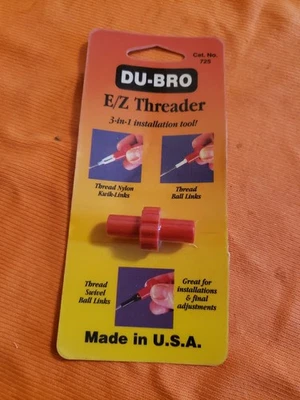 Cat. No.
723
DU-BRO
E/Z Threader
3-in-1 installation tool!
Thread Nylon
Kwik-Links
Thread
Ball Links
Thread
Swivel
Ball Links
Great for
installations
& final
adjustments
Made in U.S.A.